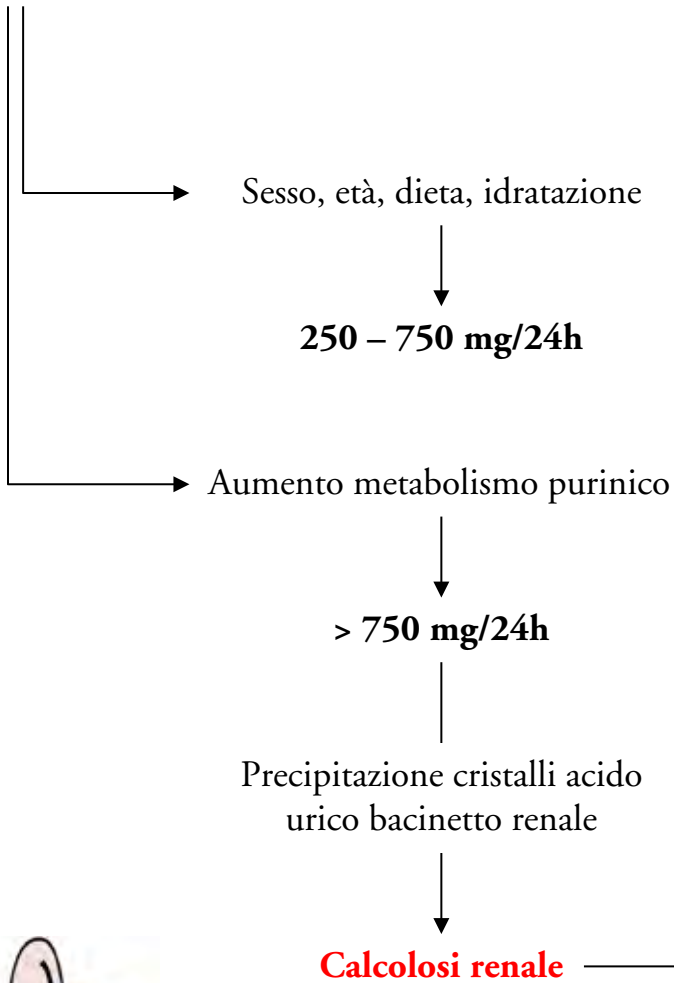 Sesso, età, dieta, idratazione
250 – 750 mg/24h
Aumento metabolismo purinico
> 750 mg/24h
Precipitazione cristalli acido
urico bacinetto renale
Calcolosi renale